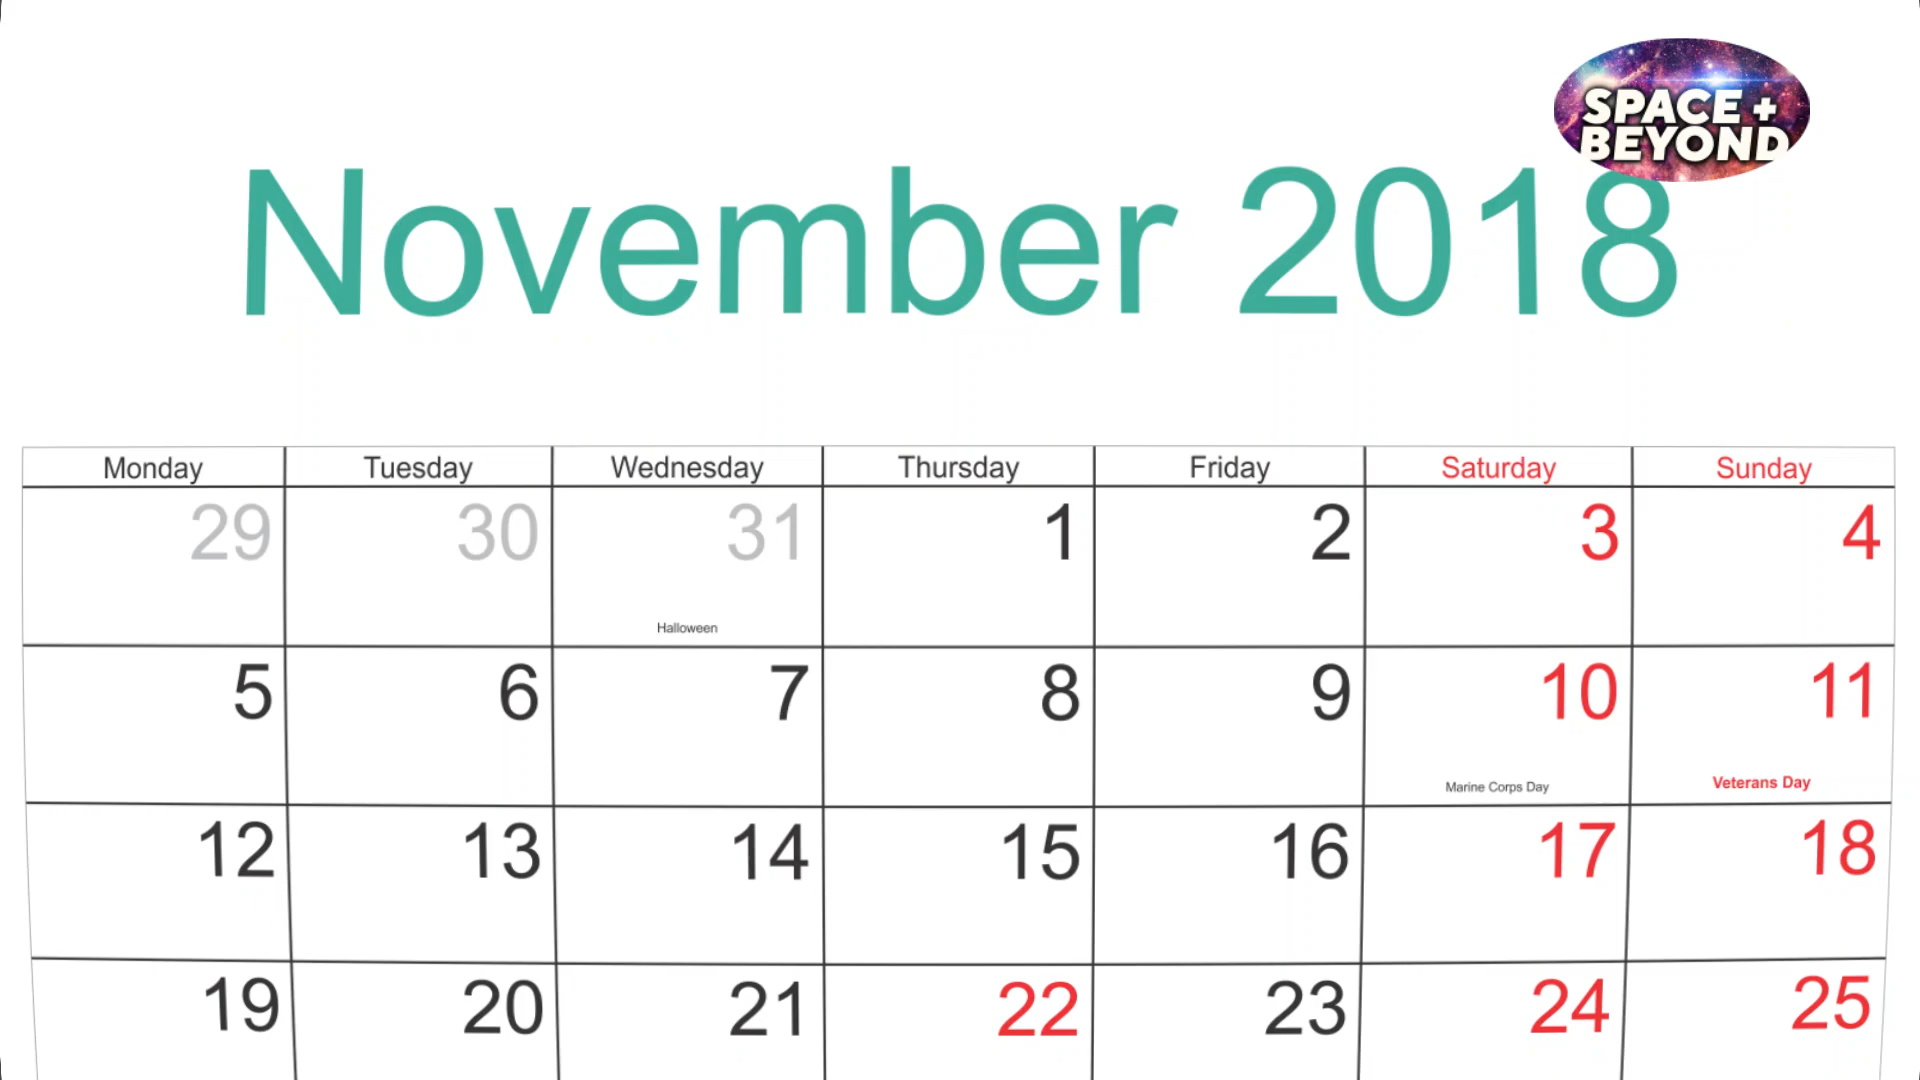 SPACE +
BEYOND
November 2018
Monday Tuesday Wednesday Thursday Friday Saturday Sunday
29 30 31 1 2 3 4
Halloween
5 6 7 8 9 10 11
Marine Corps Day Veterans Day
12 13 14 15 16 17 18
19 20 21 22 23 24 25